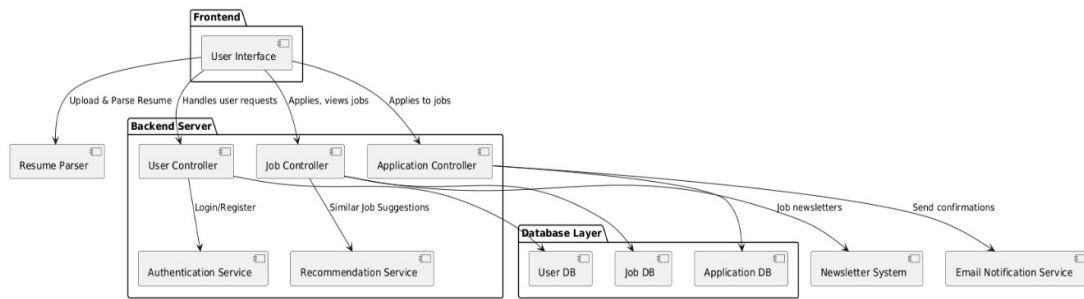 Frontend
User Interface
Upload & Parse Resume
Handles user requests
Applies, views jobs
Applies to jobs
Backend Server
Resume Parser
User Controller
Job Controller
Application Controller
Login/Register
Similar Job Suggestions
Job newsletters
Send confirmations
Database Layer
Authentication Service
Recommendation Service
User DB
Job DB
Application DB
Newsletter System
Email Notification Service